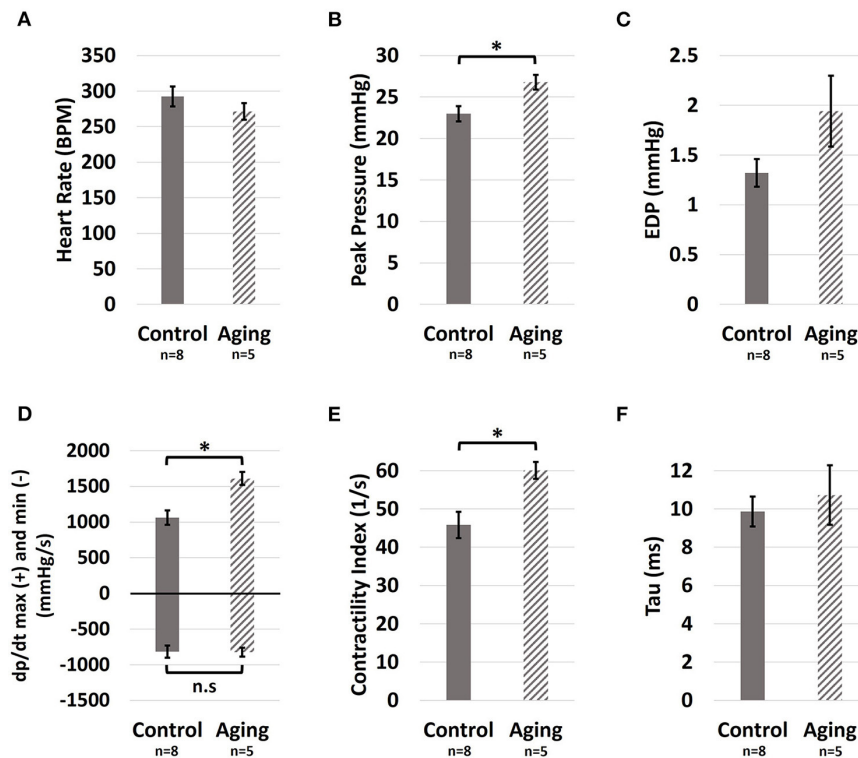 A
Heart Rate (BPM)
350
300
250
200
150
100
50
0
Control Aging
n=8 n=5
B
Peak Pressure (mmHg)
30
25
20
15
10
5
0
*
Control Aging
n=8 n=5
C
EDP (mmHg)
2.5
2
1.5
1
0.5
0
Control Aging
n=8 n=5
D
dp/dt max (+) and min (-)
(mmHg/s)
2000
1500
1000
500
0
-500
-1000
-1500
*
n.s
Control Aging
n=8 n=5
E
Contractility Index (1/s)
60
50
40
30
20
10
0
*
Control Aging
n=8 n=5
F
Tau (ms)
12
10
8
6
4
2
0
Control Aging
n=8 n=5